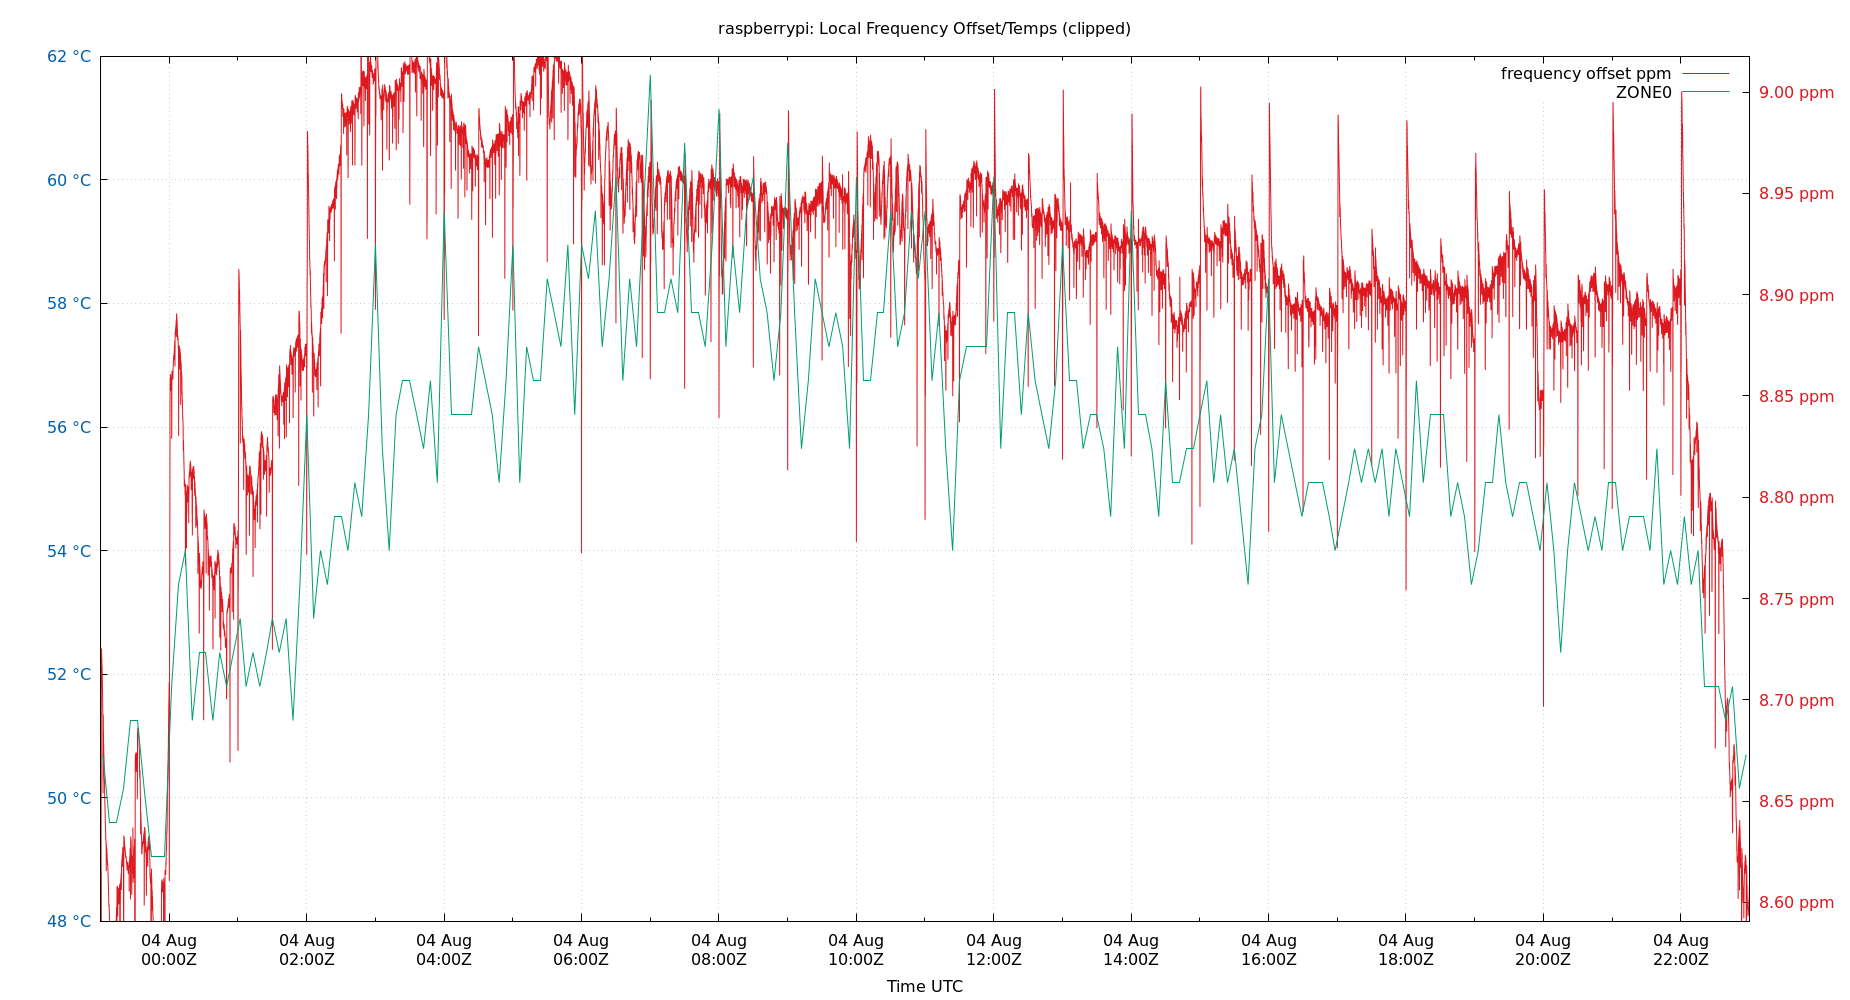 raspberrypi: Local Frequency Offset/Temps (clipped)
frequency offset ppm
ZONE0
62 °C
60 °C
58 °C
56 °C
54 °C
52 °C
50 °C
48 °C
9.00 ppm
8.95 ppm
8.90 ppm
8.85 ppm
8.80 ppm
8.75 ppm
8.70 ppm
8.65 ppm
8.60 ppm
04 Aug 04 Aug 04 Aug 04 Aug 04 Aug 04 Aug 04 Aug 04 Aug 04 Aug 04 Aug 04 Aug 04 Aug
00:00Z 02:00Z 04:00Z 06:00Z 08:00Z 10:00Z 12:00Z 14:00Z 16:00Z 18:00Z 20:00Z 22:00Z
Time UTC